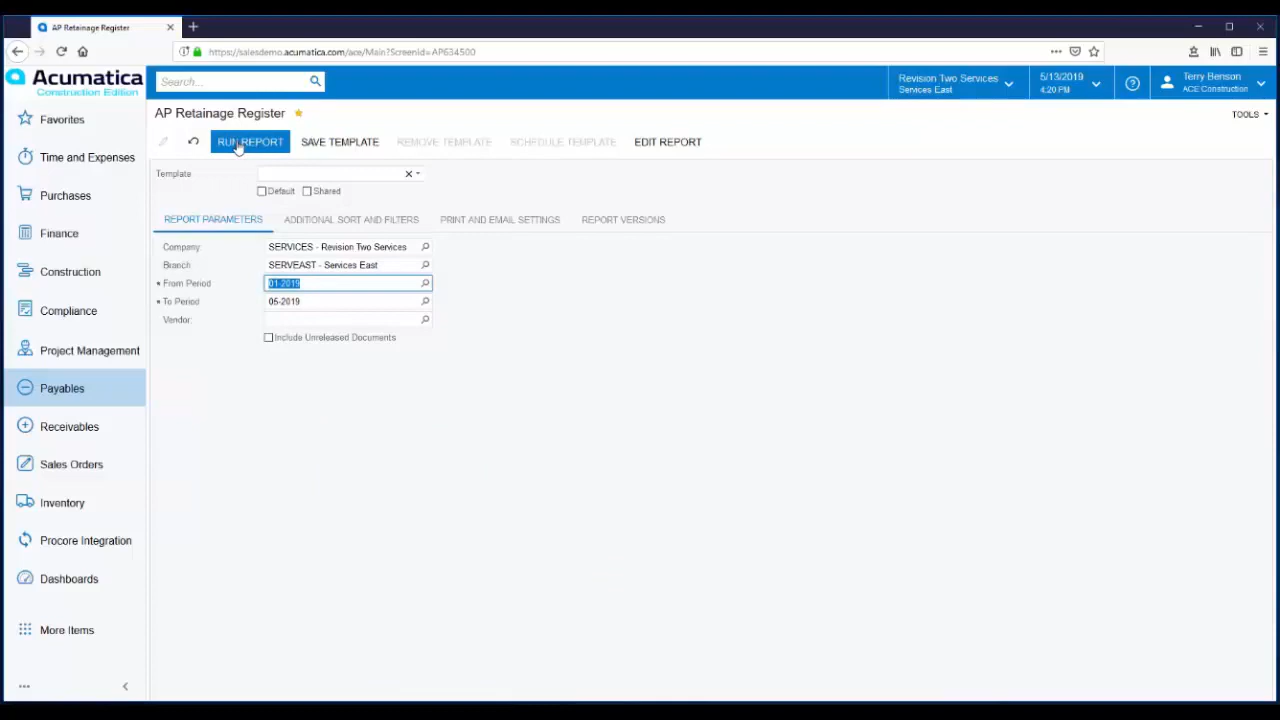 AP Retainage Register
https://salesdemo.acumatica.com/ace/Main?ScreenId=AP634500
Acumatica
Construction Edition
Search...
Revision Two Services
Services East
5/13/2019
4:20 PM
Terry Benson
ACE Construction
AP Retainage Register
TOOLS
RUN REPORT
SAVE TEMPLATE
REMOVE TEMPLATE
SCHEDULE TEMPLATE
EDIT REPORT
Template
Default
Shared
REPORT PARAMETERS
ADDITIONAL SORT AND FILTERS
PRINT AND EMAIL SETTINGS
REPORT VERSIONS
Company: SERVICES - Revision Two Services
Branch: SERVEAST - Services East
From Period 01-2019
To Period 05-2019
Vendor:
Include Unreleased Documents
Favorites
Time and Expenses
Purchases
Finance
Construction
Compliance
Project Management
Payables
Receivables
Sales Orders
Inventory
Procore Integration
Dashboards
More Items